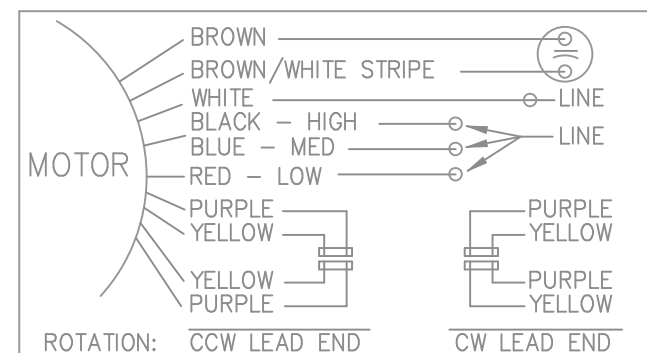 BROWN
BROWN/WHITE STRIPE
WHITE LINE
BLACK - HIGH
BLUE - MED LINE
MOTOR
RED - LOW
PURPLE PURPLE
YELLOW YELLOW
YELLOW PURPLE
PURPLE YELLOW
ROTATION: CCW LEAD END CW LEAD END